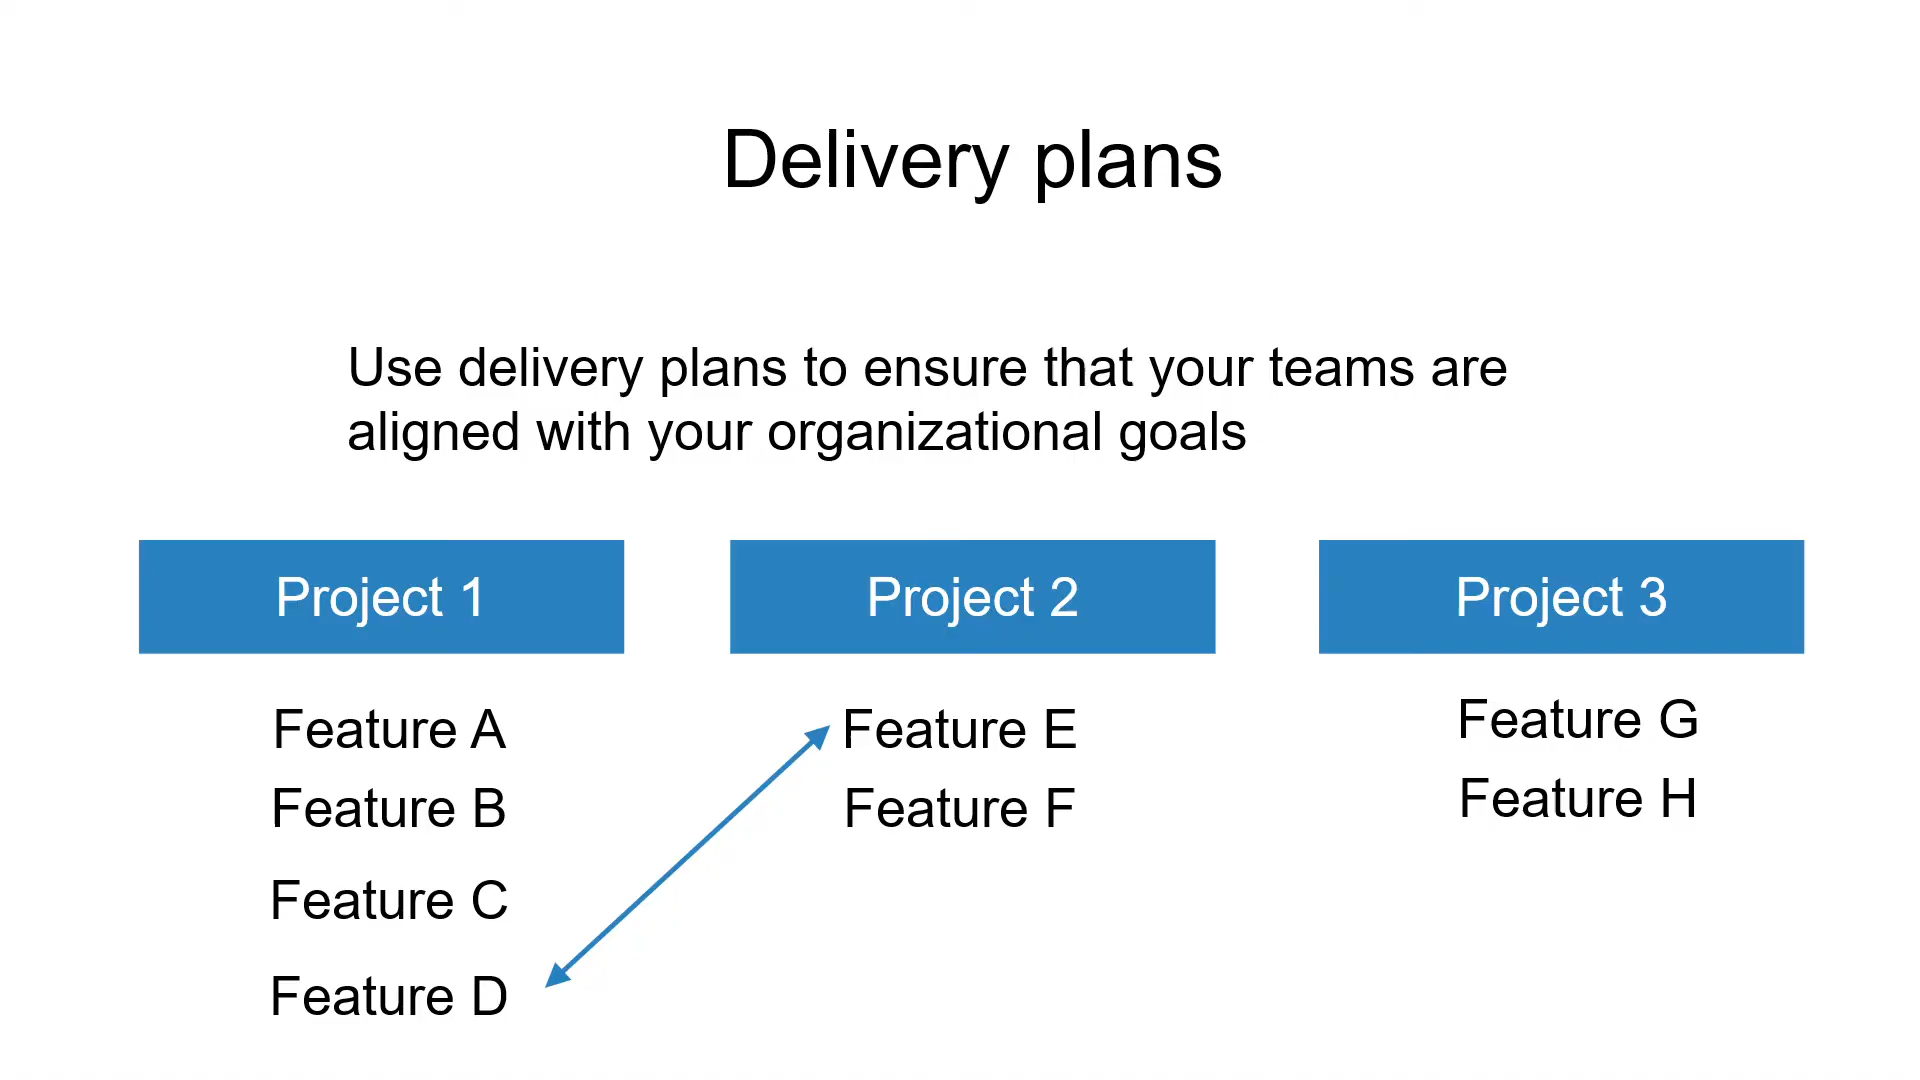 Delivery plans
Use delivery plans to ensure that your teams are
aligned with your organizational goals
Project 1
Feature A
Feature B
Feature C
Feature D
Project 2
Feature E
Feature F
Project 3
Feature G
Feature H